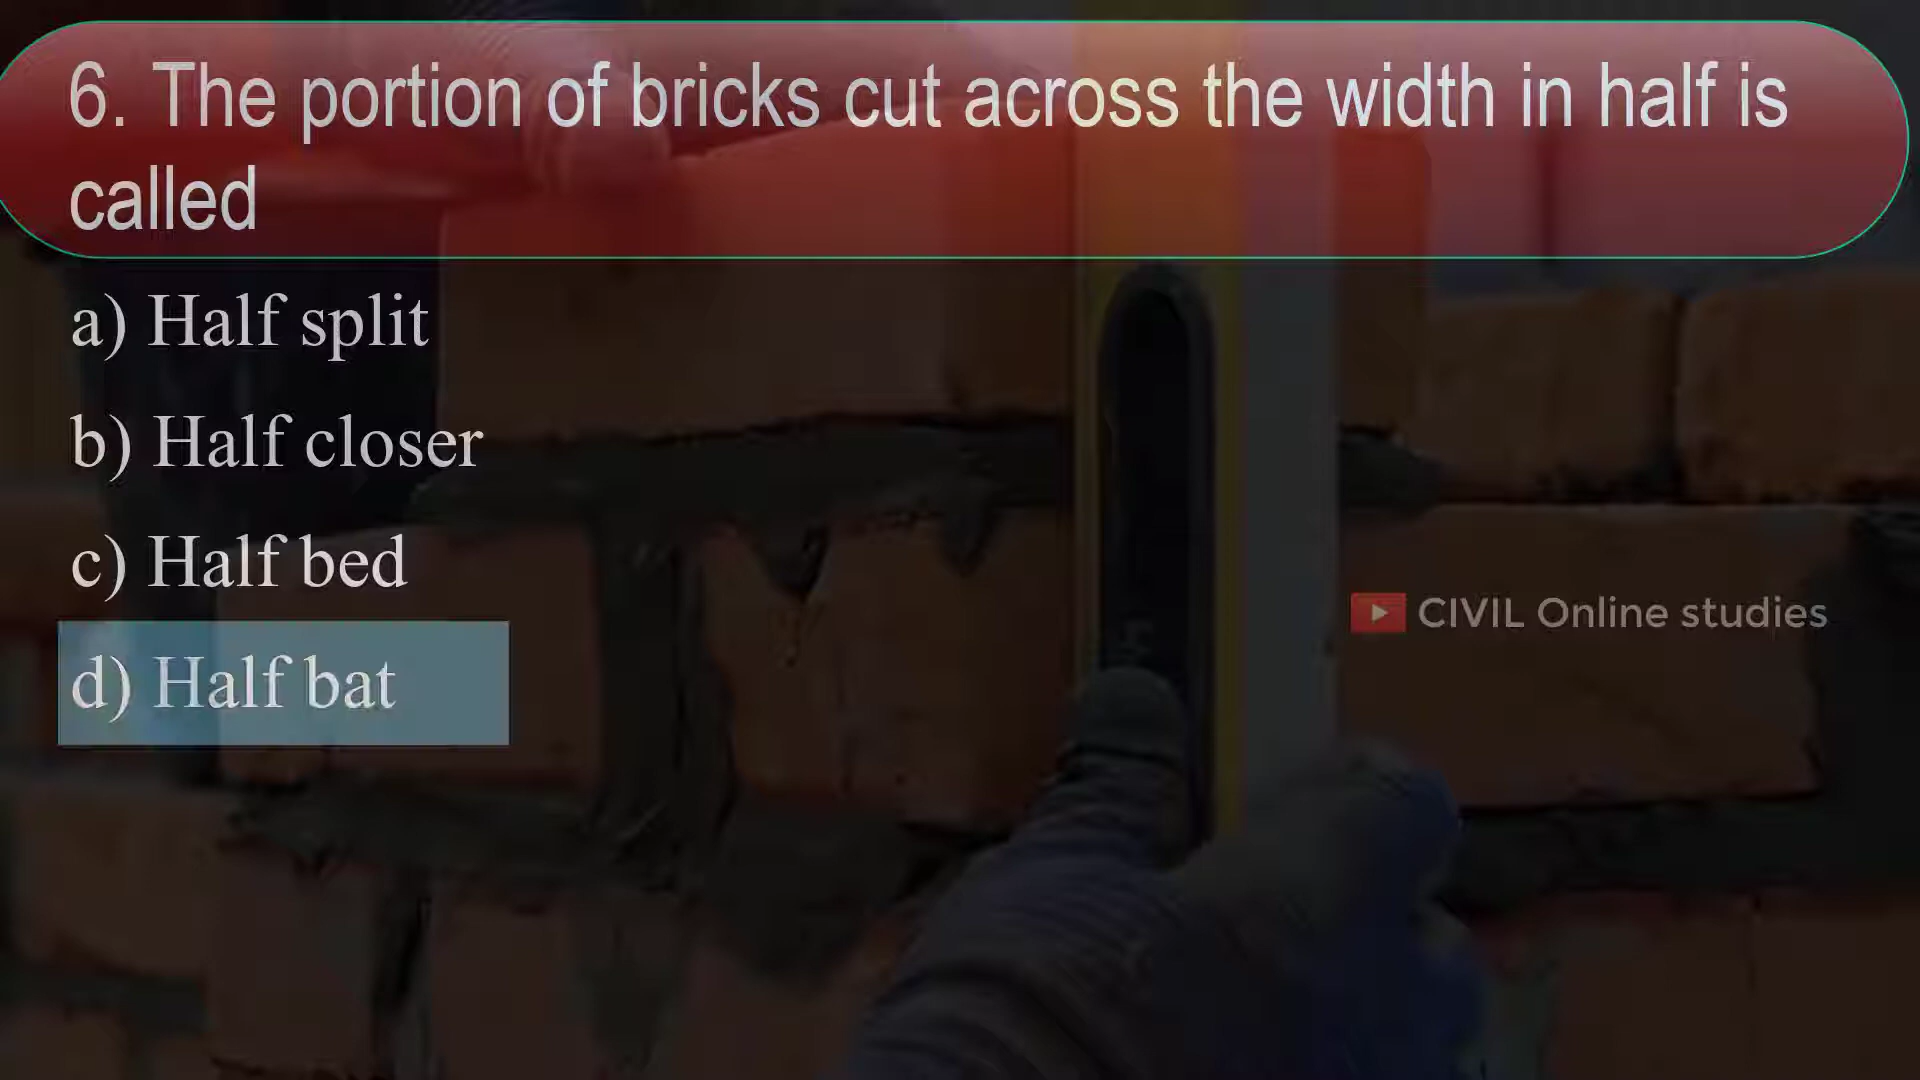 6. The portion of bricks cut across the width in half is
called
a) Half split
b) Half closer
c) Half bed
d) Half bat
CIVIL Online studies